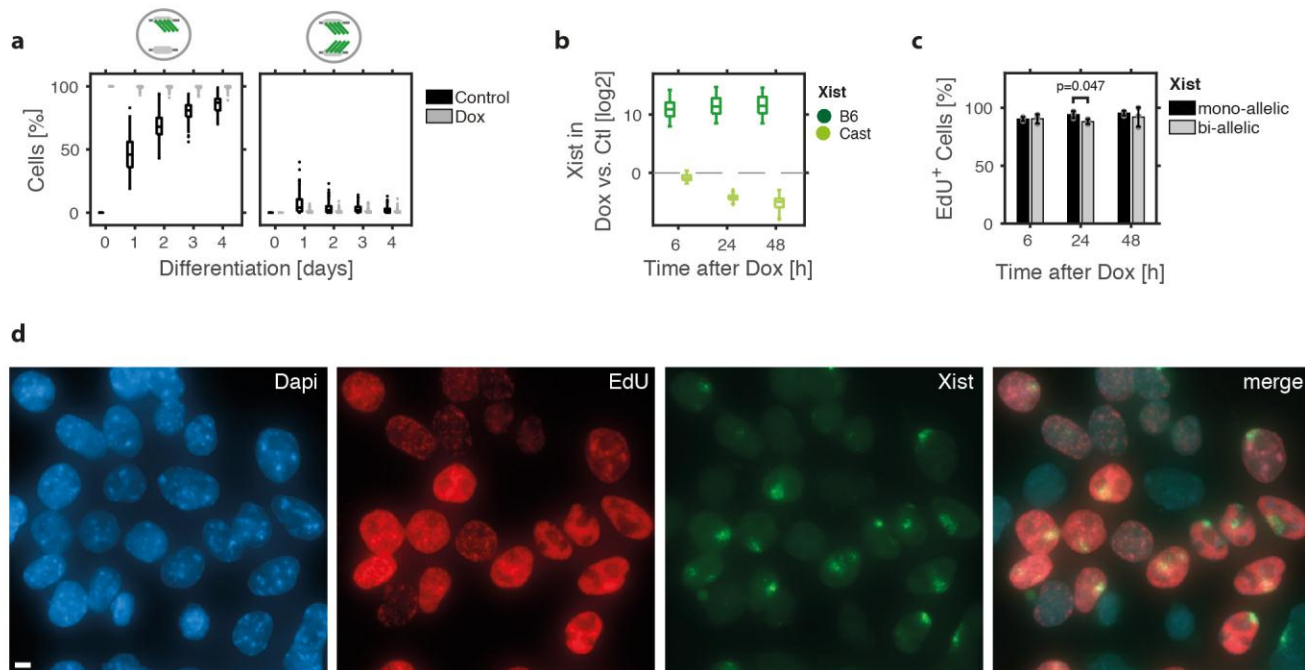 a
Cells [%]
100
50
0
0 1 2 3 4
0 1 2 3 4
Differentiation [days]
Control
Dox
b
Xist in
Dox vs. Ctl [log2]
10
0
6 24 48
Time after Dox [h]
Xist
B6
Cast
c
EdU+ Cells [%]
100
50
0
p=0.047
6 24 48
Time after Dox [h]
Xist
mono-allelic
bi-allelic
d
Dapi
EdU
Xist
merge